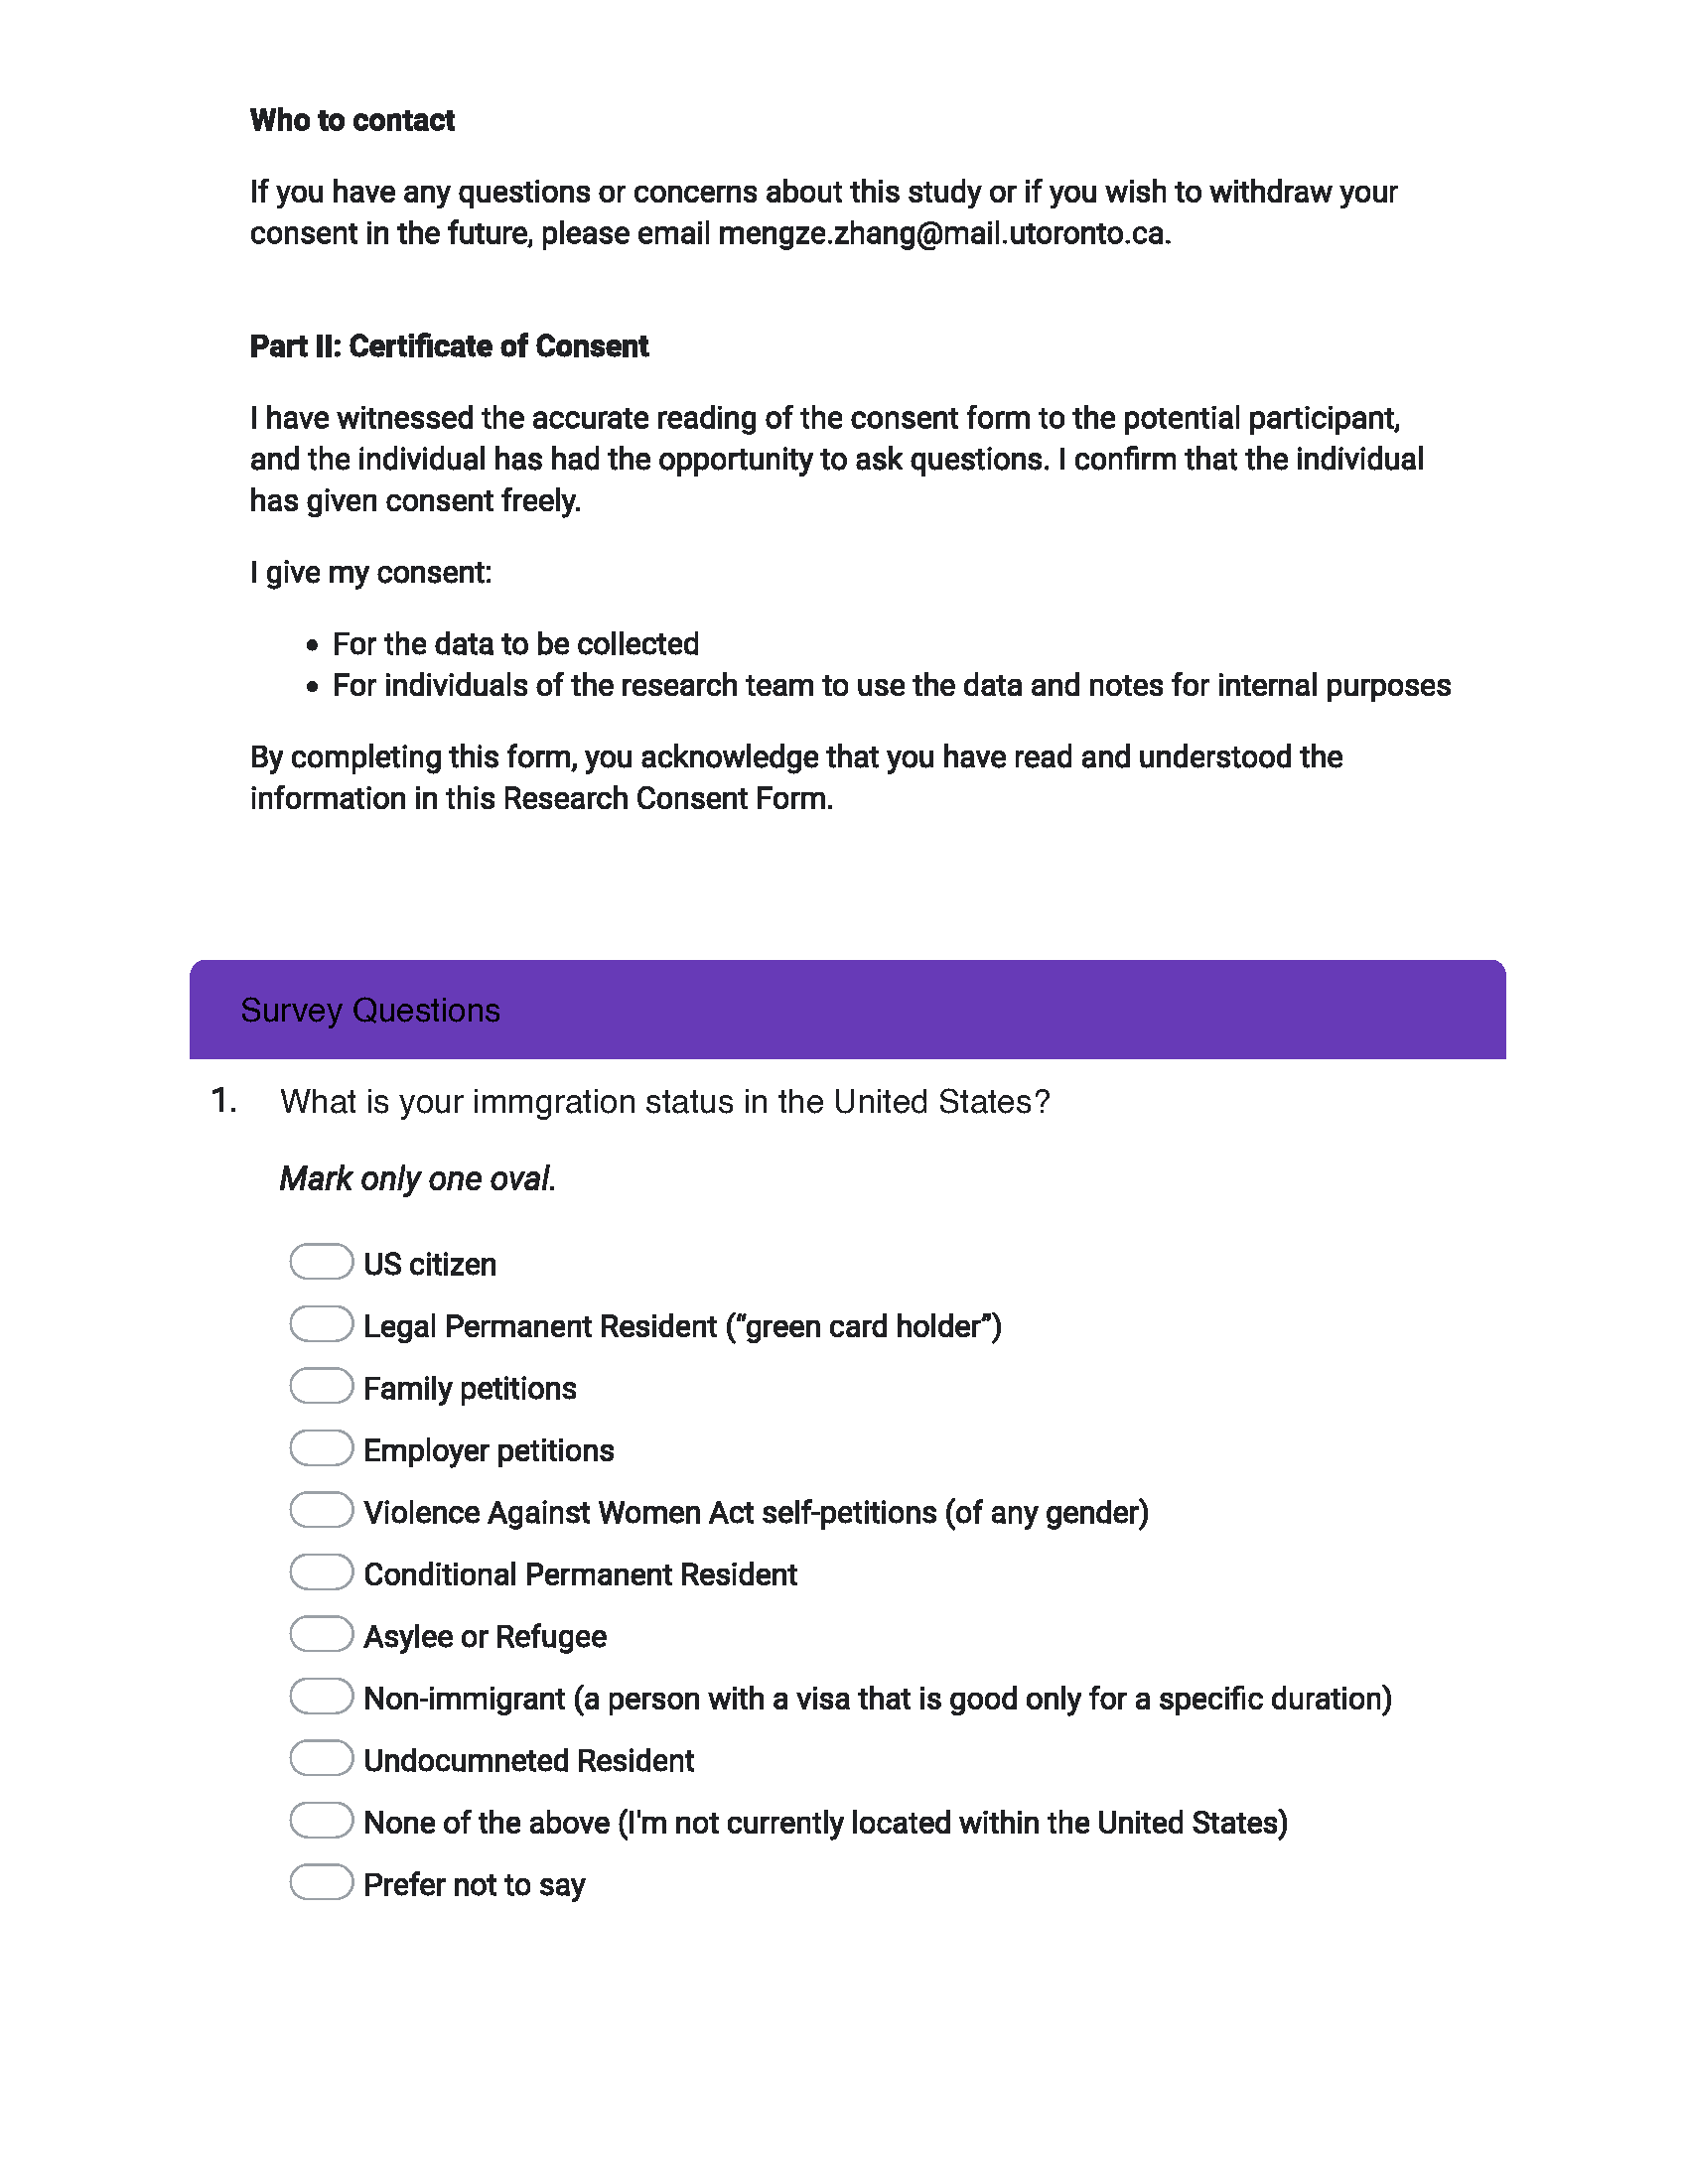 Who to contact
If you have any questions or concerns about this study or if you wish to withdraw your
consent in the future, please email mengze.zhang@mail.utoronto.ca.
Part II: Certificate of Consent
I have witnessed the accurate reading of the consent form to the potential participant,
and the individual has had the opportunity to ask questions. I confirm that the individual
has given consent freely.
I give my consent:
• For the data to be collected
• For individuals of the research team to use the data and notes for internal purposes
By completing this form, you acknowledge that you have read and understood the
information in this Research Consent Form.
Survey Questions
1. What is your immgration status in the United States?
Mark only one oval.
US citizen
Legal Permanent Resident (“green card holder”)
Family petitions
Employer petitions
Violence Against Women Act self-petitions (of any gender)
Conditional Permanent Resident
Asylee or Refugee
Non-immigrant (a person with a visa that is good only for a specific duration)
Undocumneted Resident
None of the above (I'm not currently located within the United States)
Prefer not to say